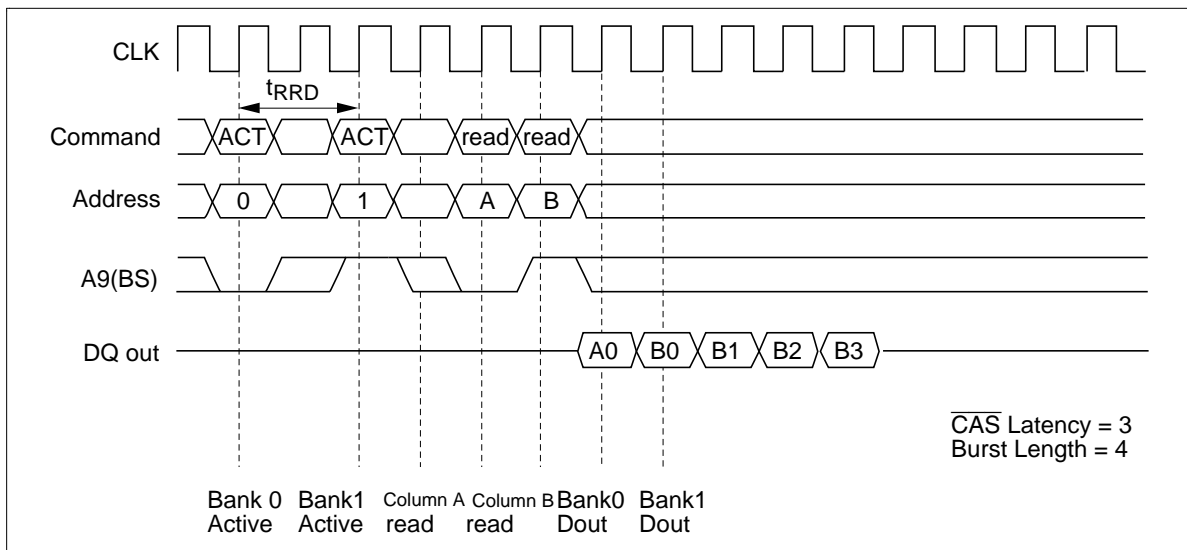 CLK
tRRD
Command ACT ACT read read
Address 0 1 A B
A9(BS)
DQ out A0 B0 B1 B2 B3
CAS Latency = 3
Burst Length = 4
Bank 0 Bank1 Column A Column B Bank0 Bank1
Active Active read read Dout Dout